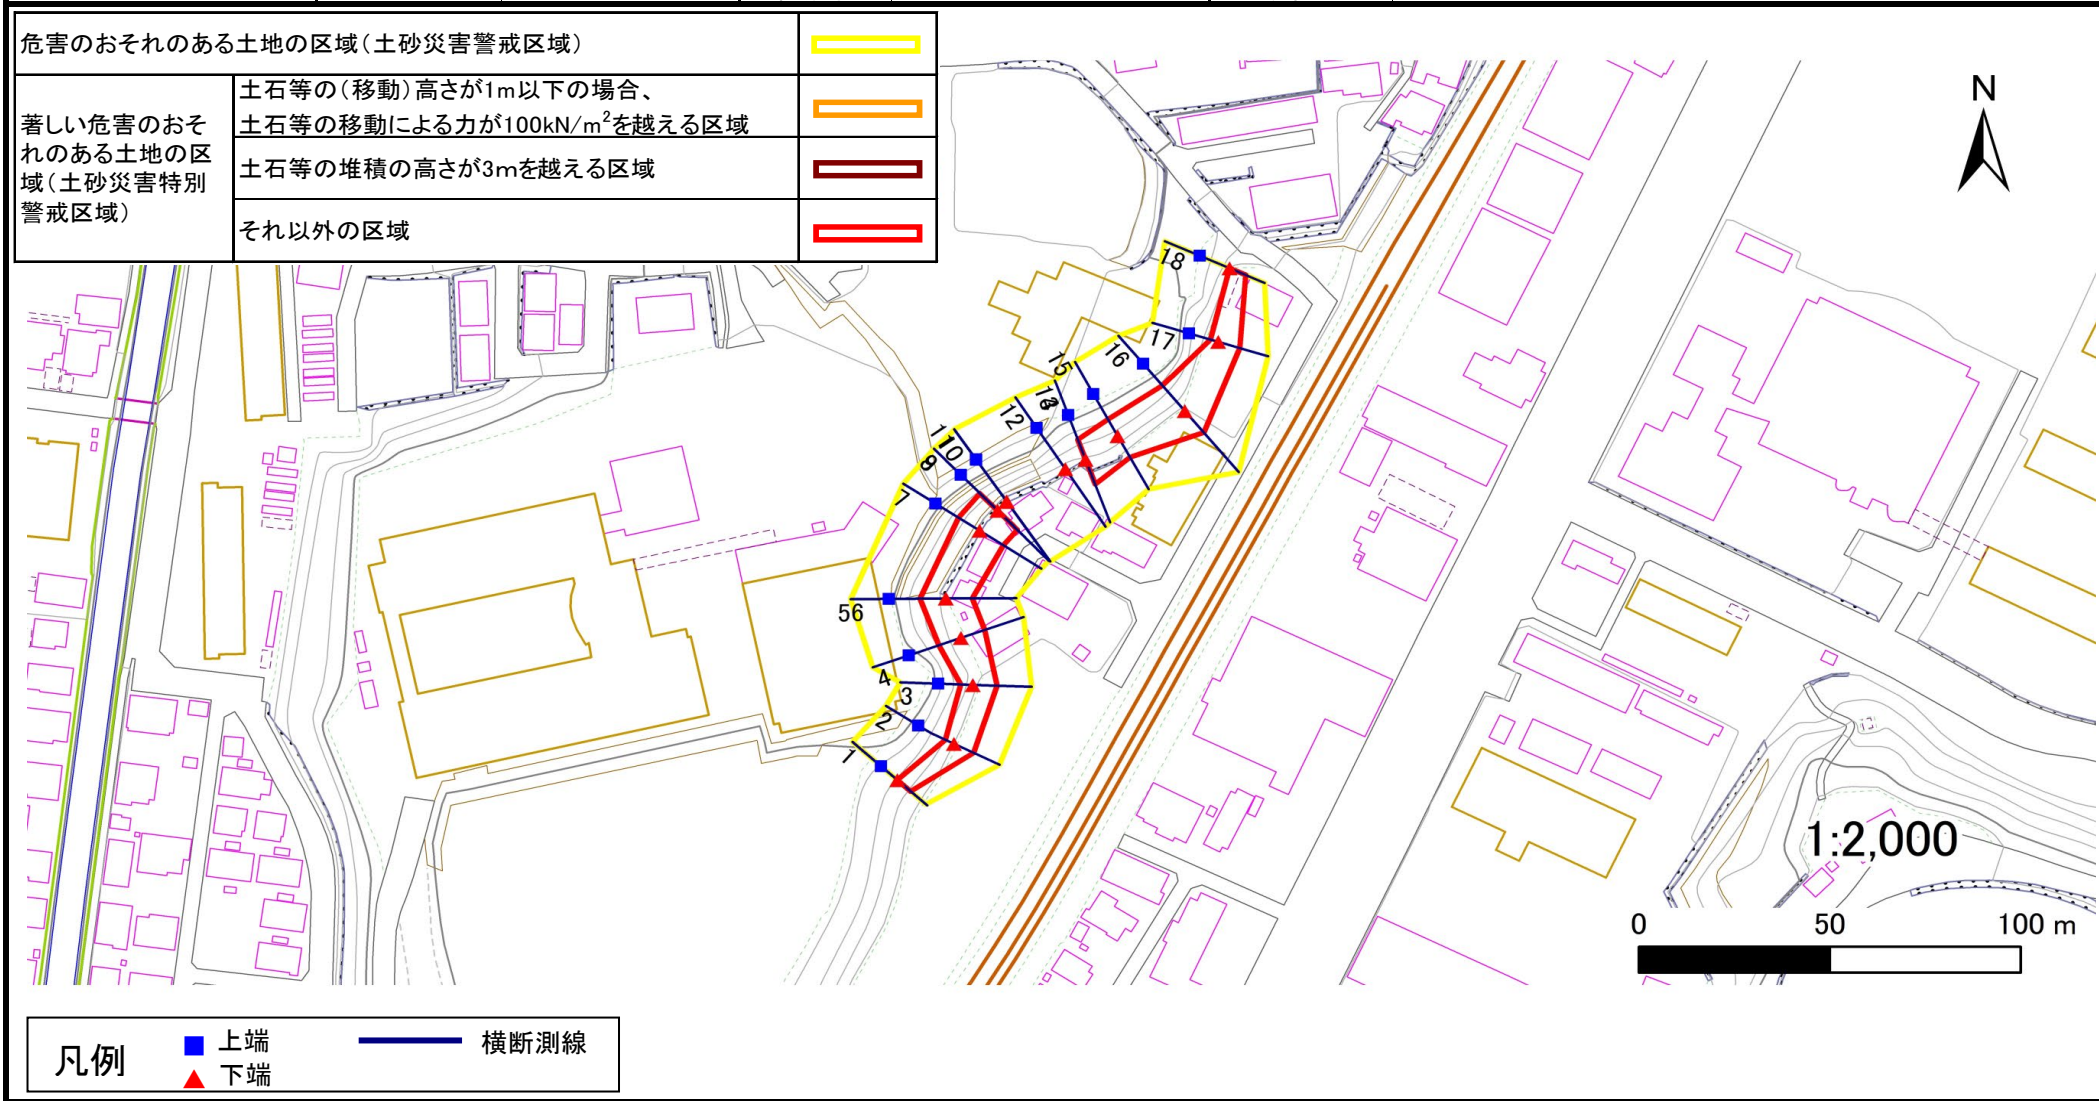 危害のおそれのある土地の区域(土砂災害警戒区域)
著しい危害のおそ
れのある土地の区
域(土砂災害特別
警戒区域)
土石等の(移動)高さが1m以下の場合、
土石等の移動による力が100kN/m²を越える区域
土石等の堆積の高さが3mを越える区域
それ以外の区域
N
18
17
16
15
12
11
10
9
7
56
4
3
2
1
1:2,000
0 50 100 m
凡例
上端
下端
横断測線